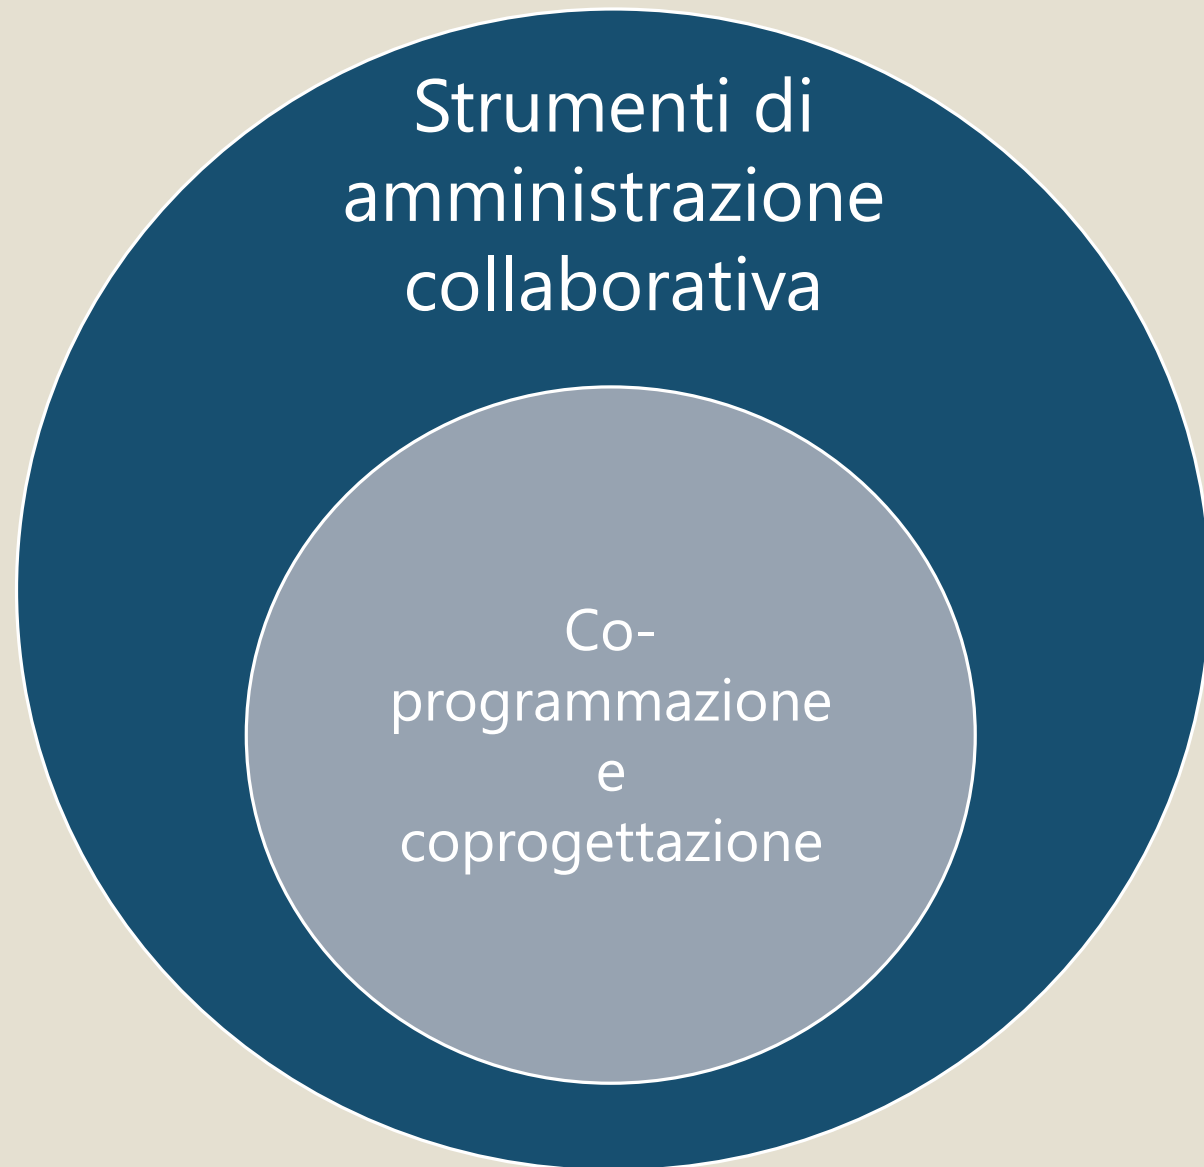 Strumenti di
amministrazione
collaborativa
Co-
programmazione
e
coprogettazione